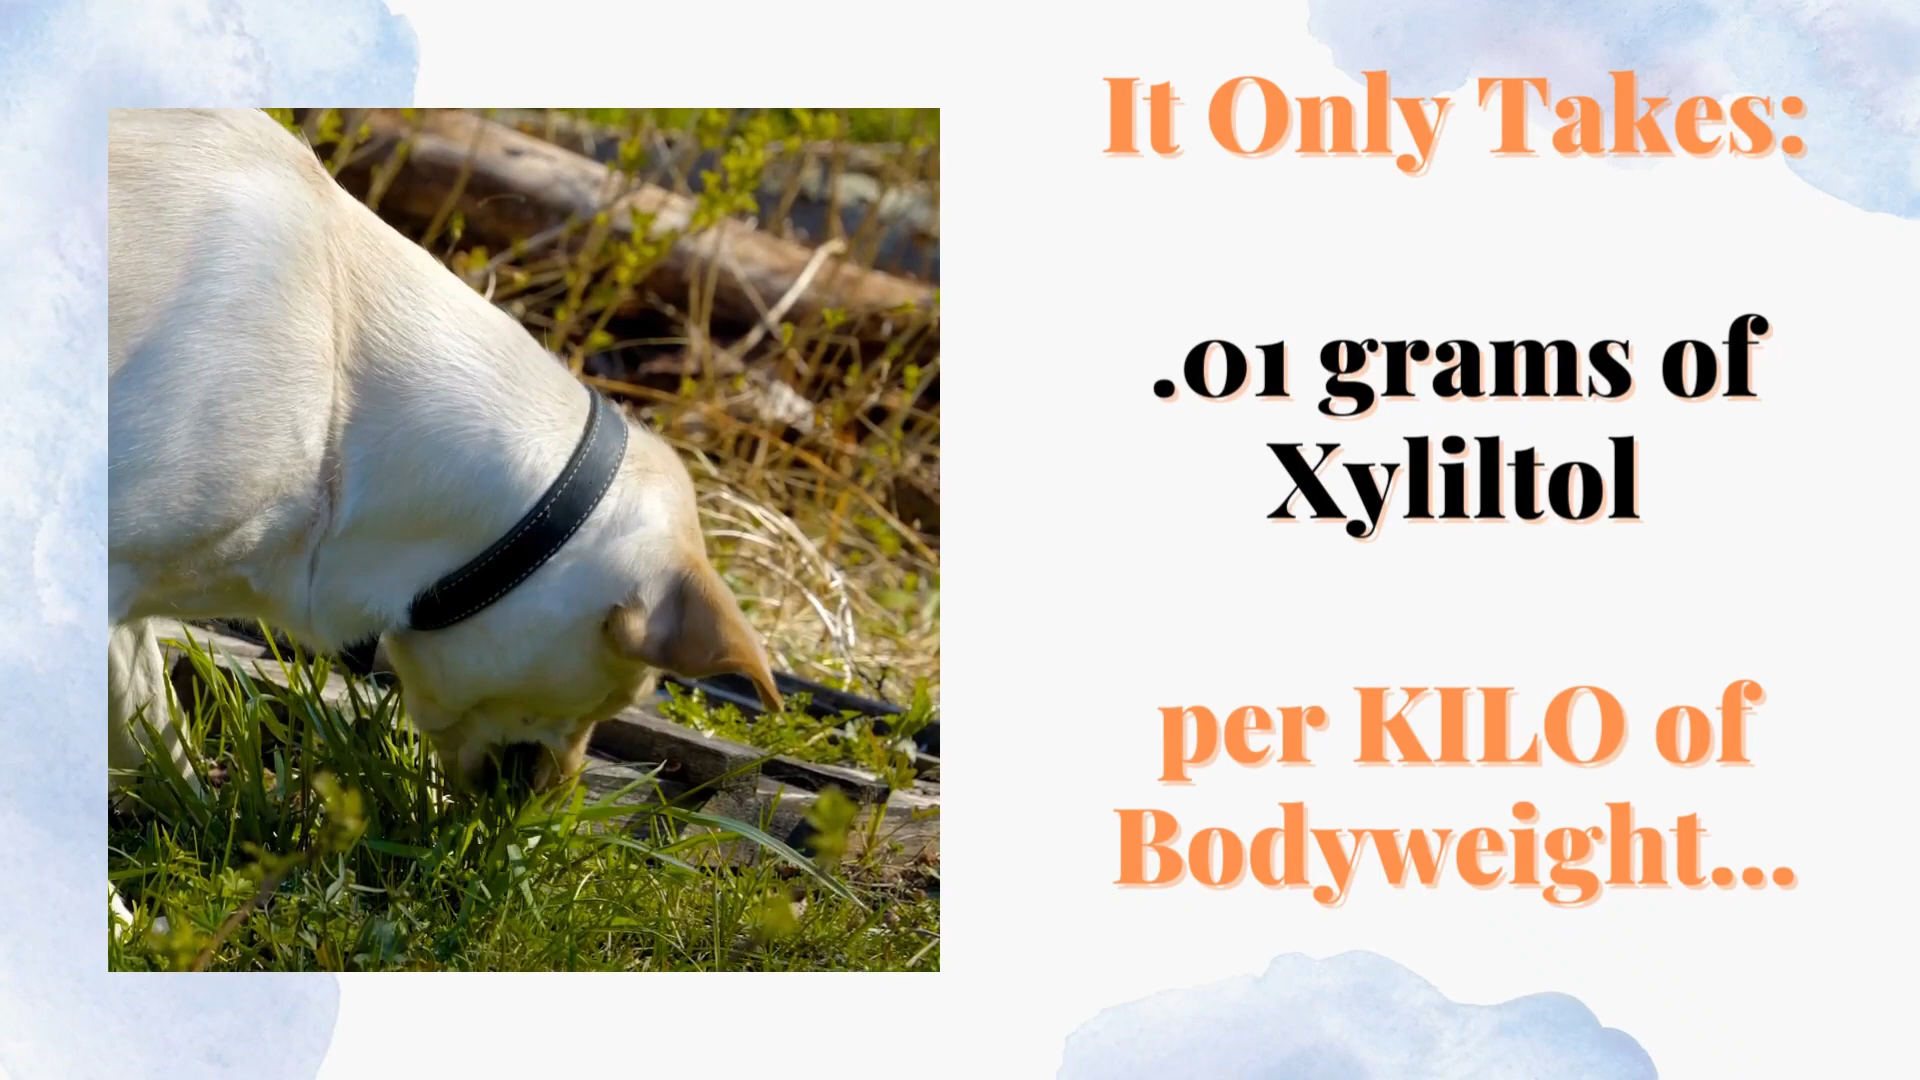 It Only Takes:
.01 grams of
Xyliltol
per KILO of
Bodyweight...